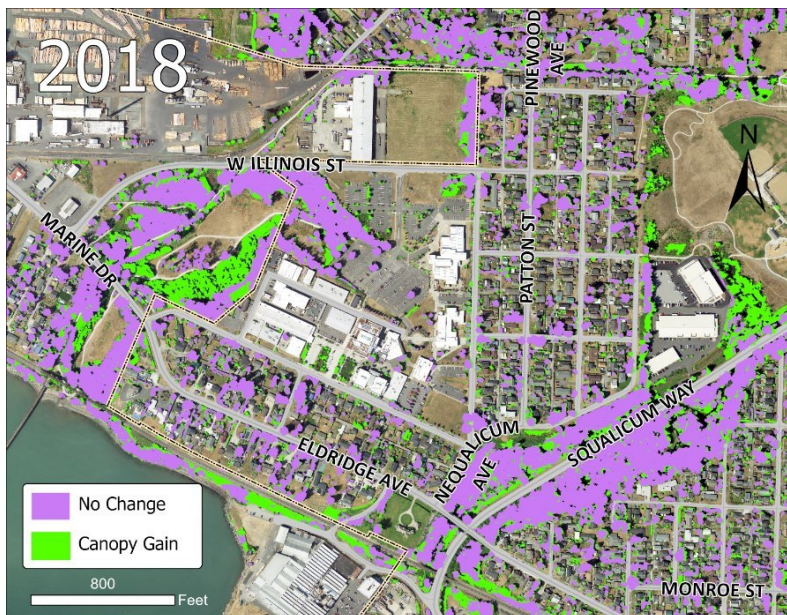 2018
PINEWOOD
AVE
N
W ILLINOIS ST
MARINE DR
PATTON ST
NEQUALICUM
AVE
SQUALICUM WAY
ELDRIDGE AVE
No Change
Canopy Gain
800
Feet
MONROE ST